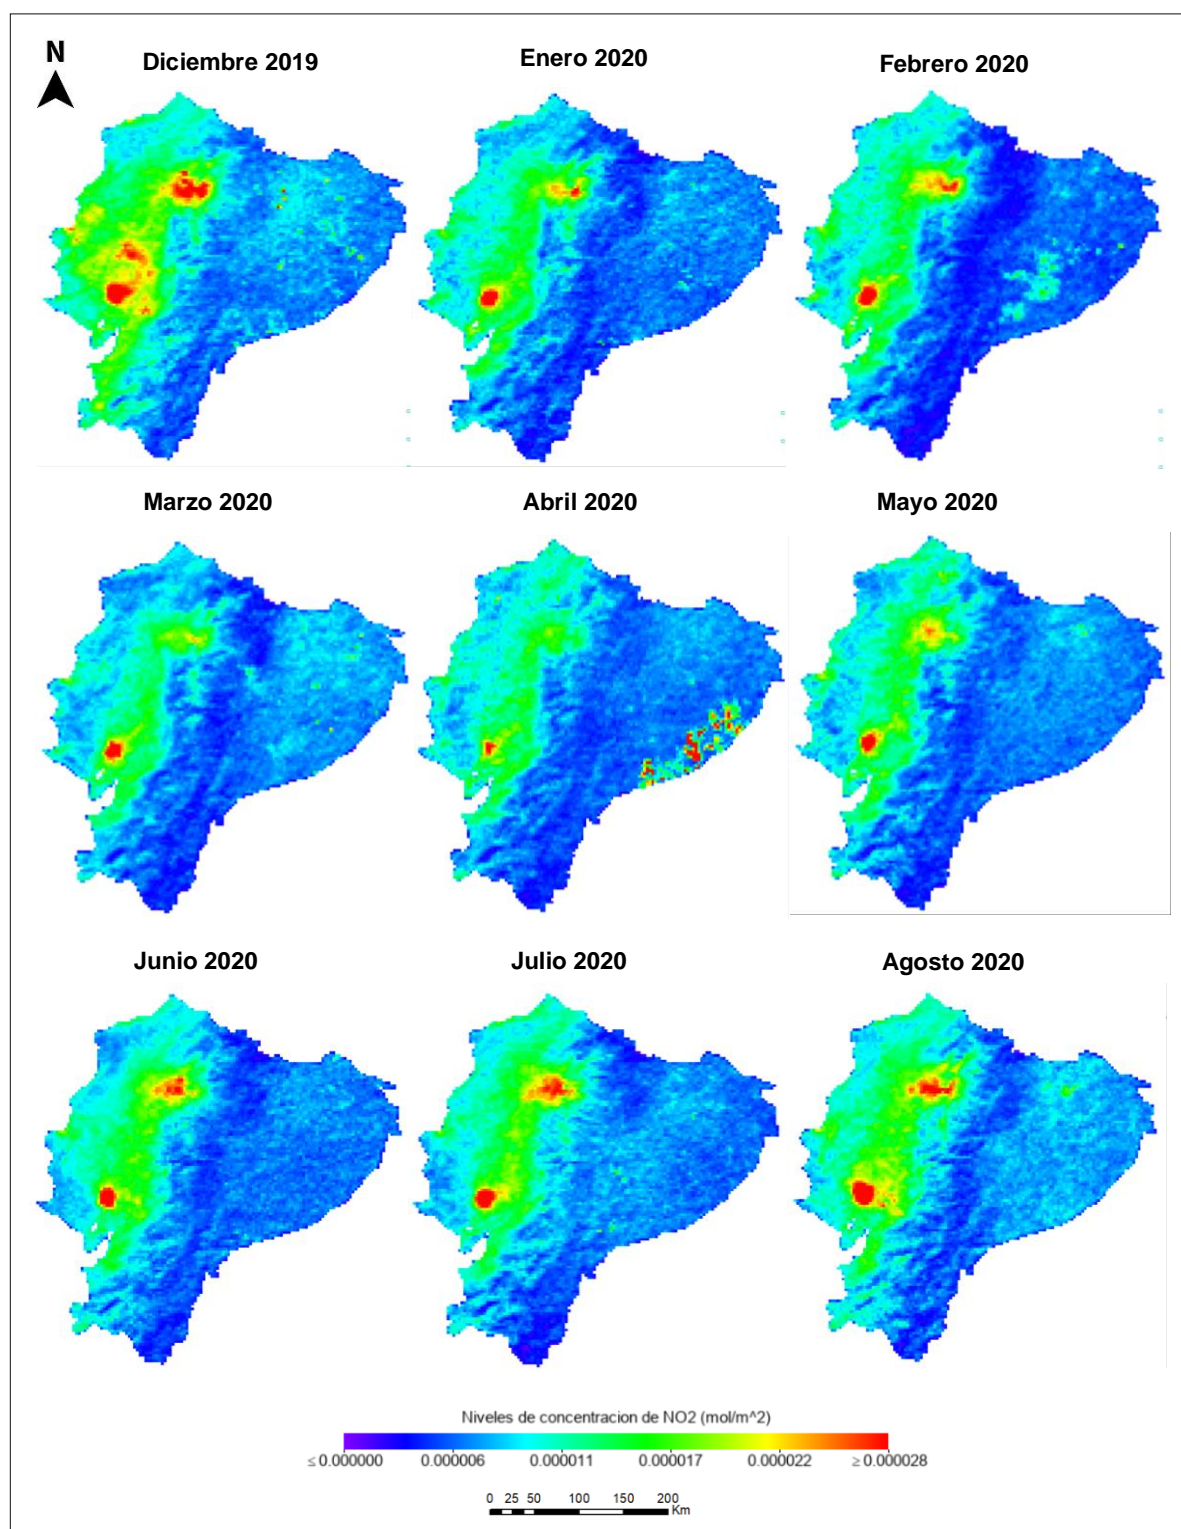 N
Diciembre 2019
Enero 2020
Febrero 2020
Marzo 2020
Abril 2020
Mayo 2020
Junio 2020
Julio 2020
Agosto 2020
Niveles de concentracion de NO2 (mol/m^2)
≤ 0.000000 0.000006 0.000011 0.000017 0.000022 ≥ 0.000028
0 25 50 100 150 200
Km